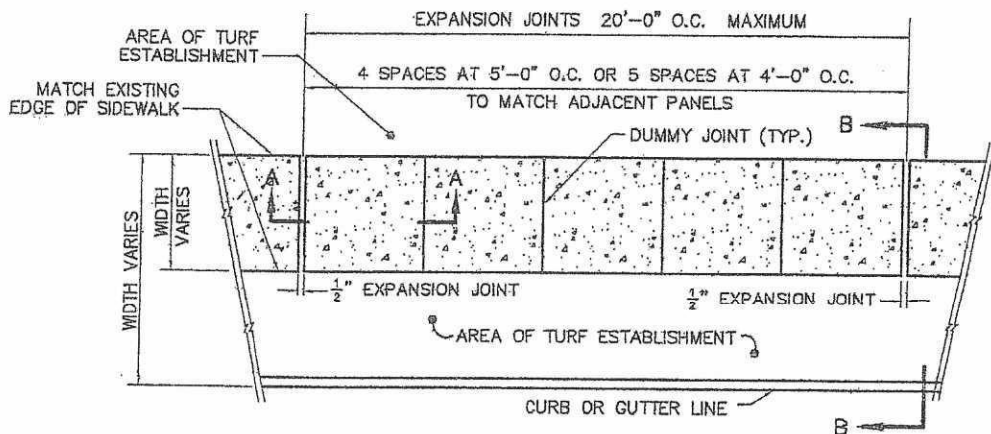 EXPANSION JOINTS 20'-0" O.C. MAXIMUM
AREA OF TURF
ESTABLISHMENT
4 SPACES AT 5'-0" O.C. OR 5 SPACES AT 4'-0" O.C.
TO MATCH ADJACENT PANELS
MATCH EXISTING
EDGE OF SIDEWALK
B
DUMMY JOINT (TYP.)
A
A
WIDTH VARIES
WIDTH
VARIES
1/2" EXPANSION JOINT
1/2" EXPANSION JOINT
AREA OF TURF ESTABLISHMENT
CURB OR GUTTER LINE
B